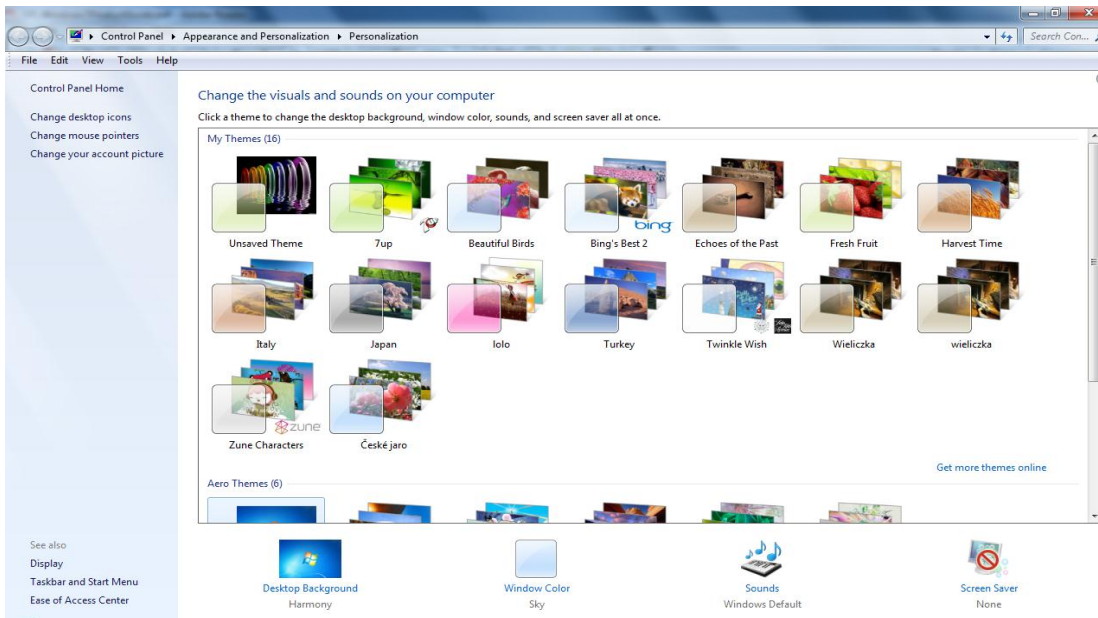 Control Panel ▸ Appearance and Personalization ▸ Personalization
Search Con...
File Edit View Tools Help
Control Panel Home
Change desktop icons
Change mouse pointers
Change your account picture
Change the visuals and sounds on your computer
Click a theme to change the desktop background, window color, sounds, and screen saver all at once.
My Themes (16)
bing
Unsaved Theme 7up Beautiful Birds Bing's Best 2 Echoes of the Past Fresh Fruit Harvest Time
Italy Japan lolo Turkey Twinkle Wish Wieliczka wieliczka
zune
Zune Characters České jaro
Get more themes online
Aero Themes (6)
See also
Display
Taskbar and Start Menu
Ease of Access Center
Desktop Background Window Color Sounds Screen Saver
Harmony Sky Windows Default None